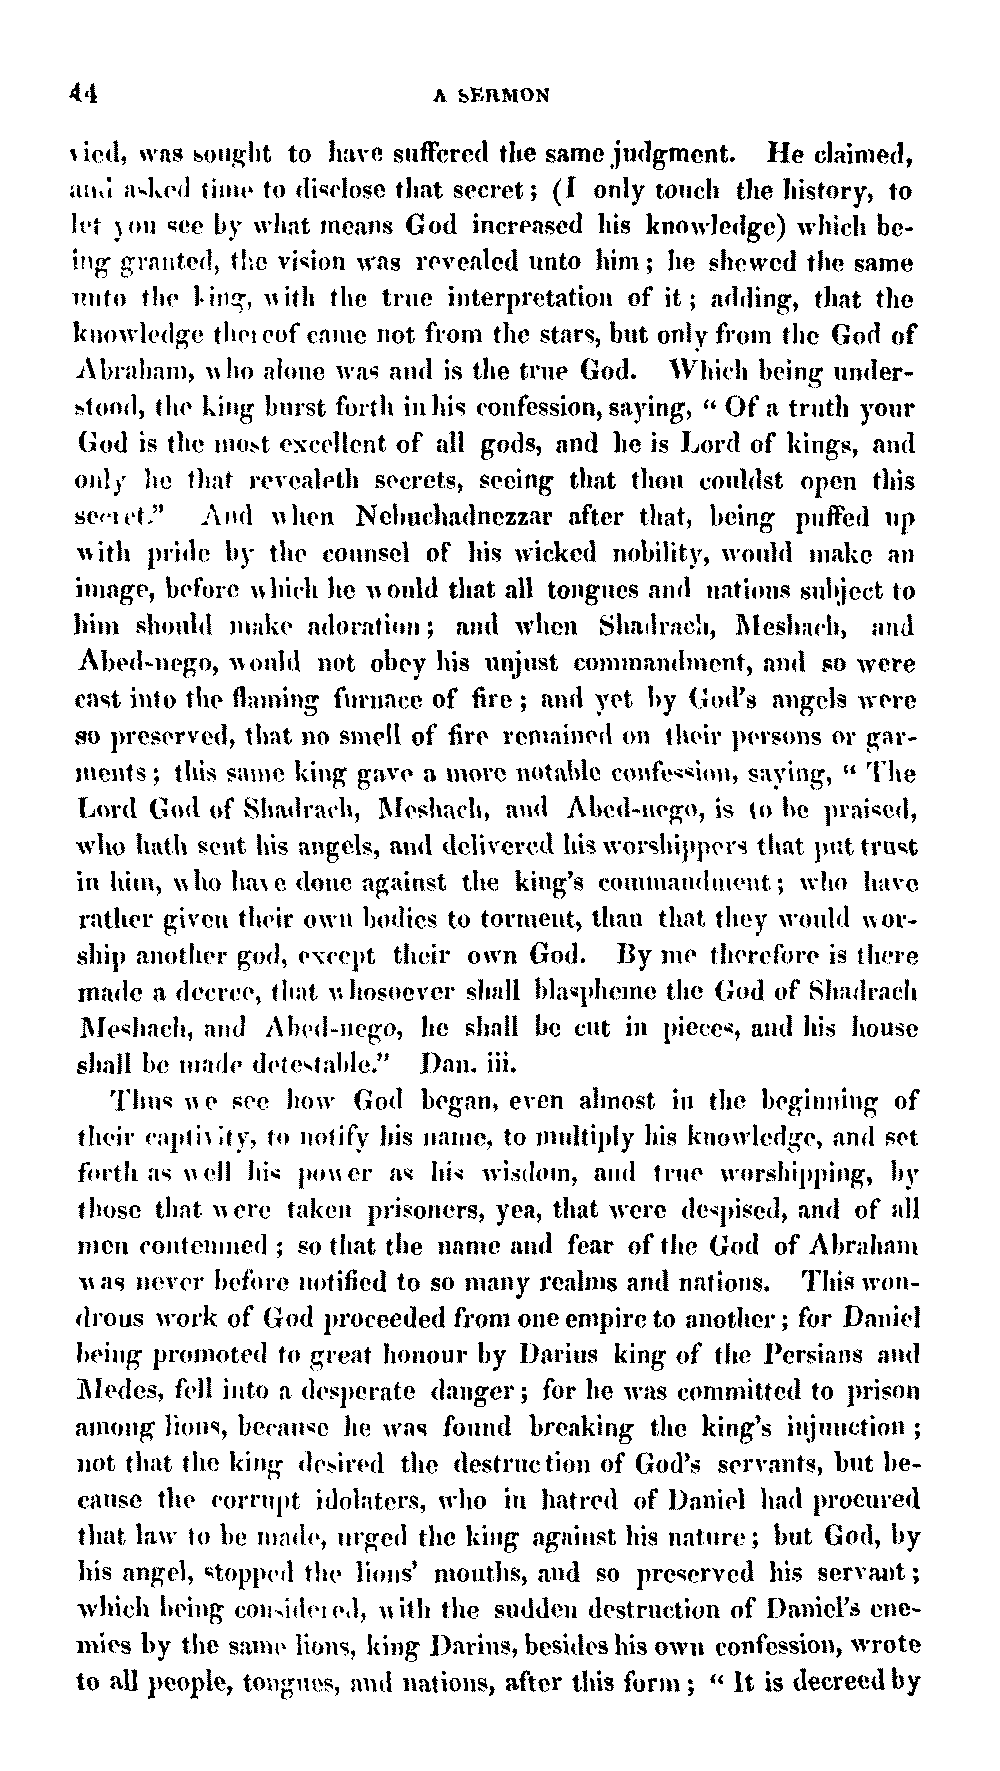 44 A SERMON
vied, was sought to have suffered the same judgment. He claimed,
and asked time to disclose that secret; (I only touch the history, to
let you see by what means God increased his knowledge) which be-
ing granted, the vision was revealed unto him; he shewed the same
unto the king, with the true interpretation of it; adding, that the
knowledge thereof came not from the stars, but only from the God of
Abraham, who alone was and is the true God. Which being under-
stood, the king burst forth in his confession, saying, “ Of a truth your
God is the most excellent of all gods, and he is Lord of kings, and
only he that revealeth secrets, seeing that thou couldst open this
secret.” And when Nebuchadnezzar after that, being puffed up
with pride by the counsel of his wicked nobility, would make an
image, before which he would that all tongues and nations subject to
him should make adoration; and when Shadrach, Meshach, and
Abed-nego, would not obey his unjust commandment, and so were
cast into the flaming furnace of fire; and yet by God's angels were
so preserved, that no smell of fire remained on their persons or gar-
ments; this same king gave a more notable confession, saying, “ The
Lord God of Shadrach, Meshach, and Abed-nego, is to be praised,
who hath sent his angels, and delivered his worshippers that put trust
in him, who have done against the king's commandment; who have
rather given their own bodies to torment, than that they would wor-
ship another god, except their own God. By me therefore is there
made a decree, that whosoever shall blaspheme the God of Shadrach
Meshach, and Abed-nego, he shall be cut in pieces, and his house
shall be made detestable.” Dan. iii.
Thus we see how God began, even almost in the beginning of
their captivity, to notify his name, to multiply his knowledge, and set
forth as well his power as his wisdom, and true worshipping, by
those that were taken prisoners, yea, that were despised, and of all
men contemned; so that the name and fear of the God of Abraham
was never before notified to so many realms and nations. This won-
drous work of God proceeded from one empire to another; for Daniel
being promoted to great honour by Darius king of the Persians and
Medes, fell into a desperate danger; for he was committed to prison
among lions, because he was found breaking the king's injunction;
not that the king desired the destruction of God's servants, but be-
cause the corrupt idolaters, who in hatred of Daniel had procured
that law to be made, urged the king against his nature; but God, by
his angel, stopped the lions' mouths, and so preserved his servant;
which being considered, with the sudden destruction of Daniel's ene-
mies by the same lions, king Darius, besides his own confession, wrote
to all people, tongues, and nations, after this form; “ It is decreed by